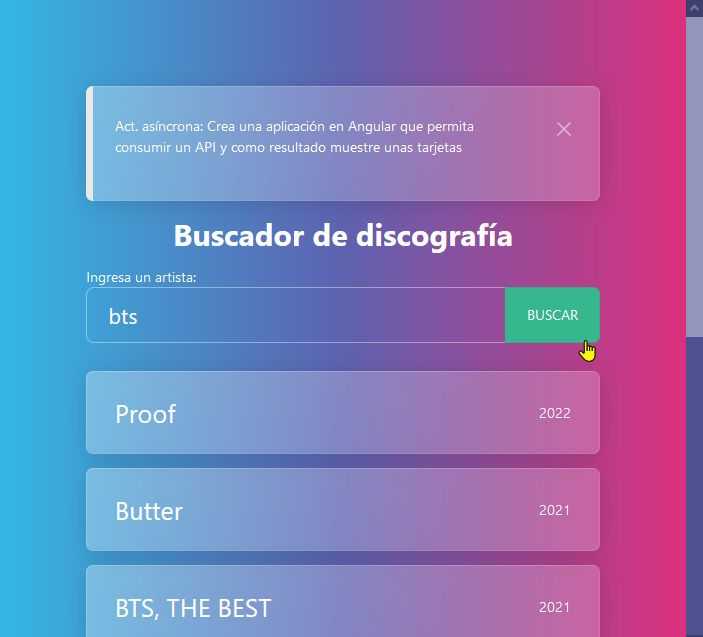 Act. asíncrona: Crea una aplicación en Angular que permita
consumir un API y como resultado muestre unas tarjetas
Buscador de discografía
Ingresa un artista:
bts BUSCAR
Proof 2022
Butter 2021
BTS, THE BEST 2021